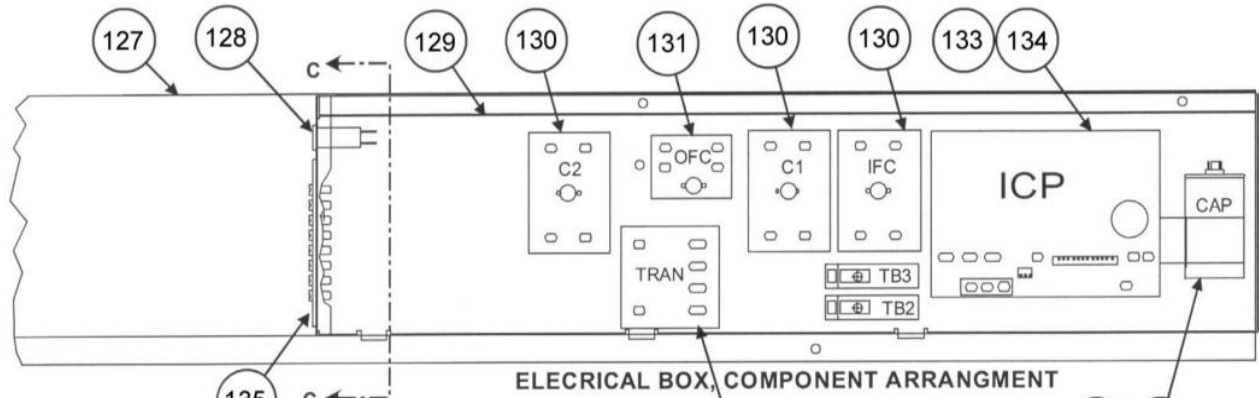 127 128 129 130 131 130 130 133 134
C
C2 OFC C1 IFC ICP CAP
TRAN TB3
TB2
ELECRICAL BOX, COMPONENT ARRANGMENT
135 C